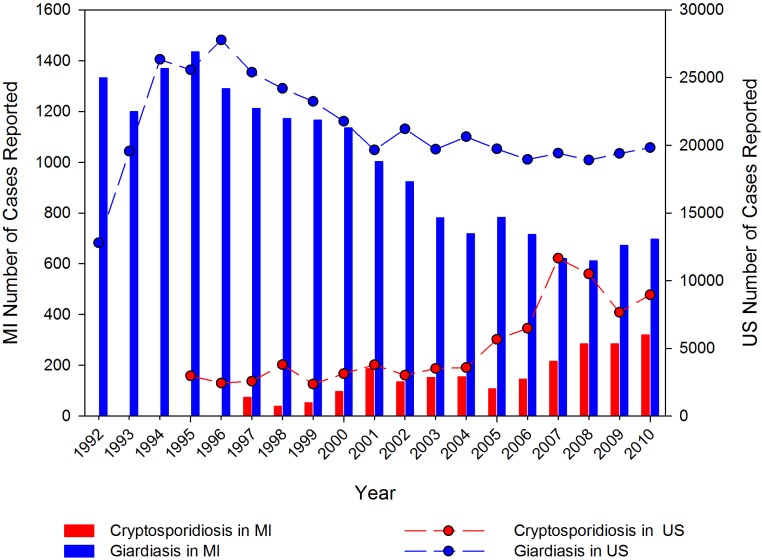 MI Number of Cases Reported
1600
1400
1200
1000
800
600
400
200
0
30000
25000
20000
15000
10000
5000
0
US Number of Cases Reported
1992 1993 1994 1995 1996 1997 1998 1999 2000 2001 2002 2003 2004 2005 2006 2007 2008 2009 2010
Year
Cryptosporidiosis in MI
Giardiasis in MI
Cryptosporidiosis in US
Giardiasis in US